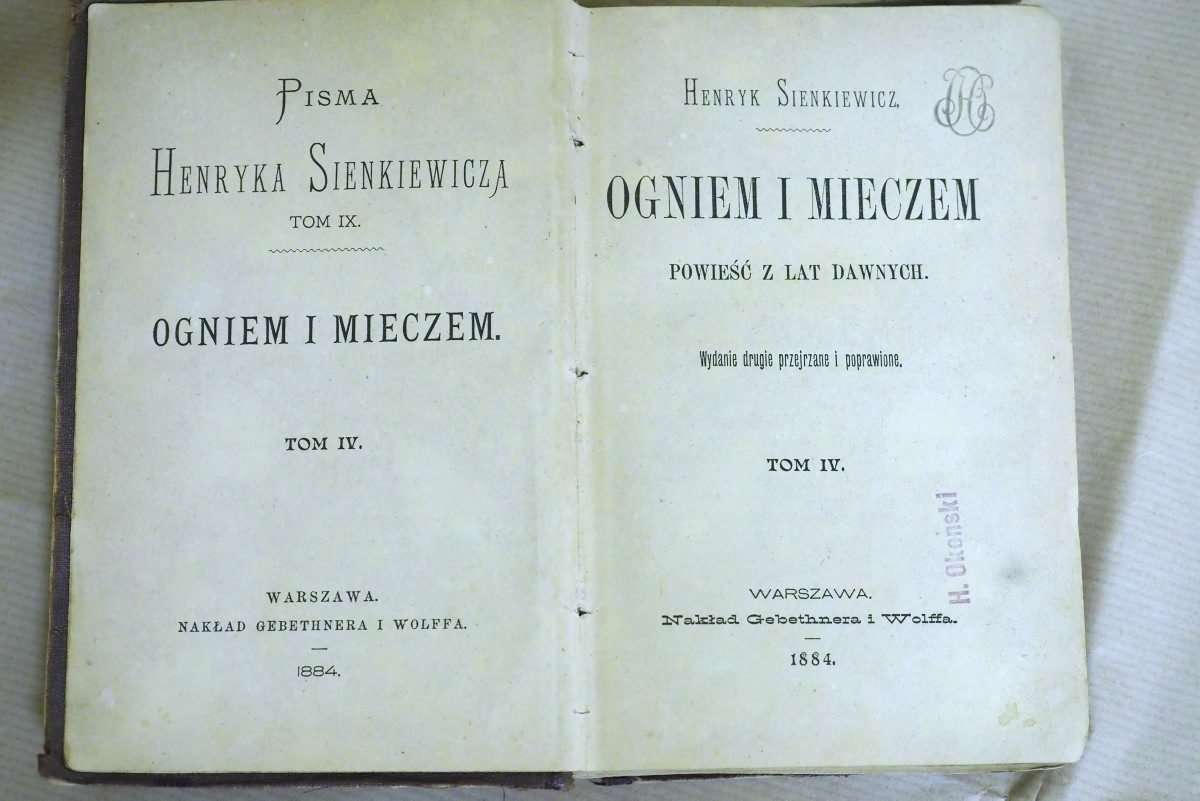 PISMA
HENRYKA SIENKIEWICZA
TOM IX.
OGNIEM I MIECZEM.
TOM IV.
WARSZAWA.
NAKŁAD GEBETHNERA I WOLFFA.
1884.
HENRYK SIENKIEWICZ.
OGNIEM I MIECZEM
POWIEŚĆ Z LAT DAWNYCH.
Wydanie drugie przejrzane i poprawione.
TOM IV.
H. Okoński
WARSZAWA.
Nakład Gebethnera i Wolffa.
1884.